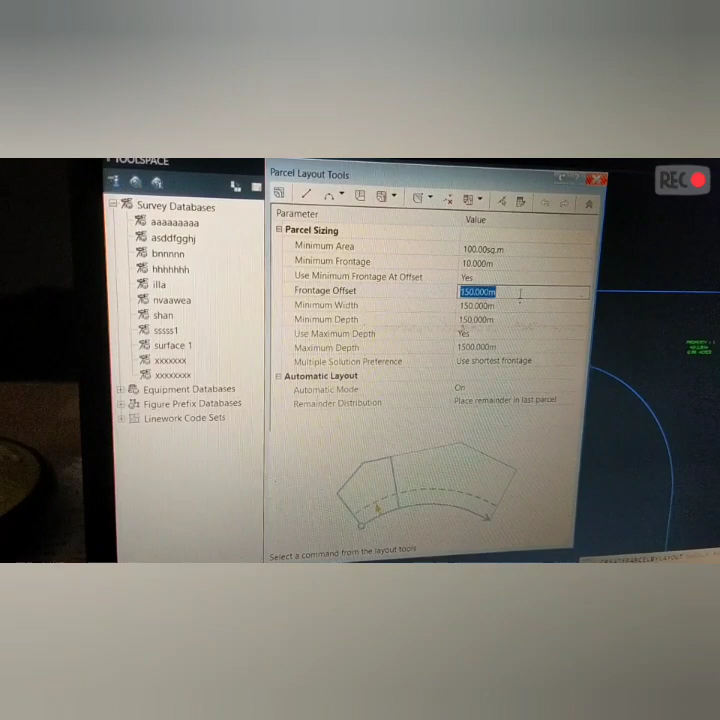 TOOLSPACE
REC
Survey Databases
aaaaaaaaa
asddfgghj
bnnnnn
hhhhhhh
illa
nvaawea
shan
sssss1
surface 1
xxxxxxx
xxxxxxxx
Equipment Databases
Figure Prefix Databases
Linework Code Sets
Parcel Layout Tools
Parameter Value
Parcel Sizing
Minimum Area 100.00sq.m
Minimum Frontage 10.000m
Use Minimum Frontage At Offset Yes
Frontage Offset 150.000m
Minimum Width 150.000m
Minimum Depth 150.000m
Use Maximum Depth Yes
Maximum Depth 1500.000m
Multiple Solution Preference Use shortest frontage
Automatic Layout
Automatic Mode On
Remainder Distribution Place remainder in last parcel
Select a command from the layout tools